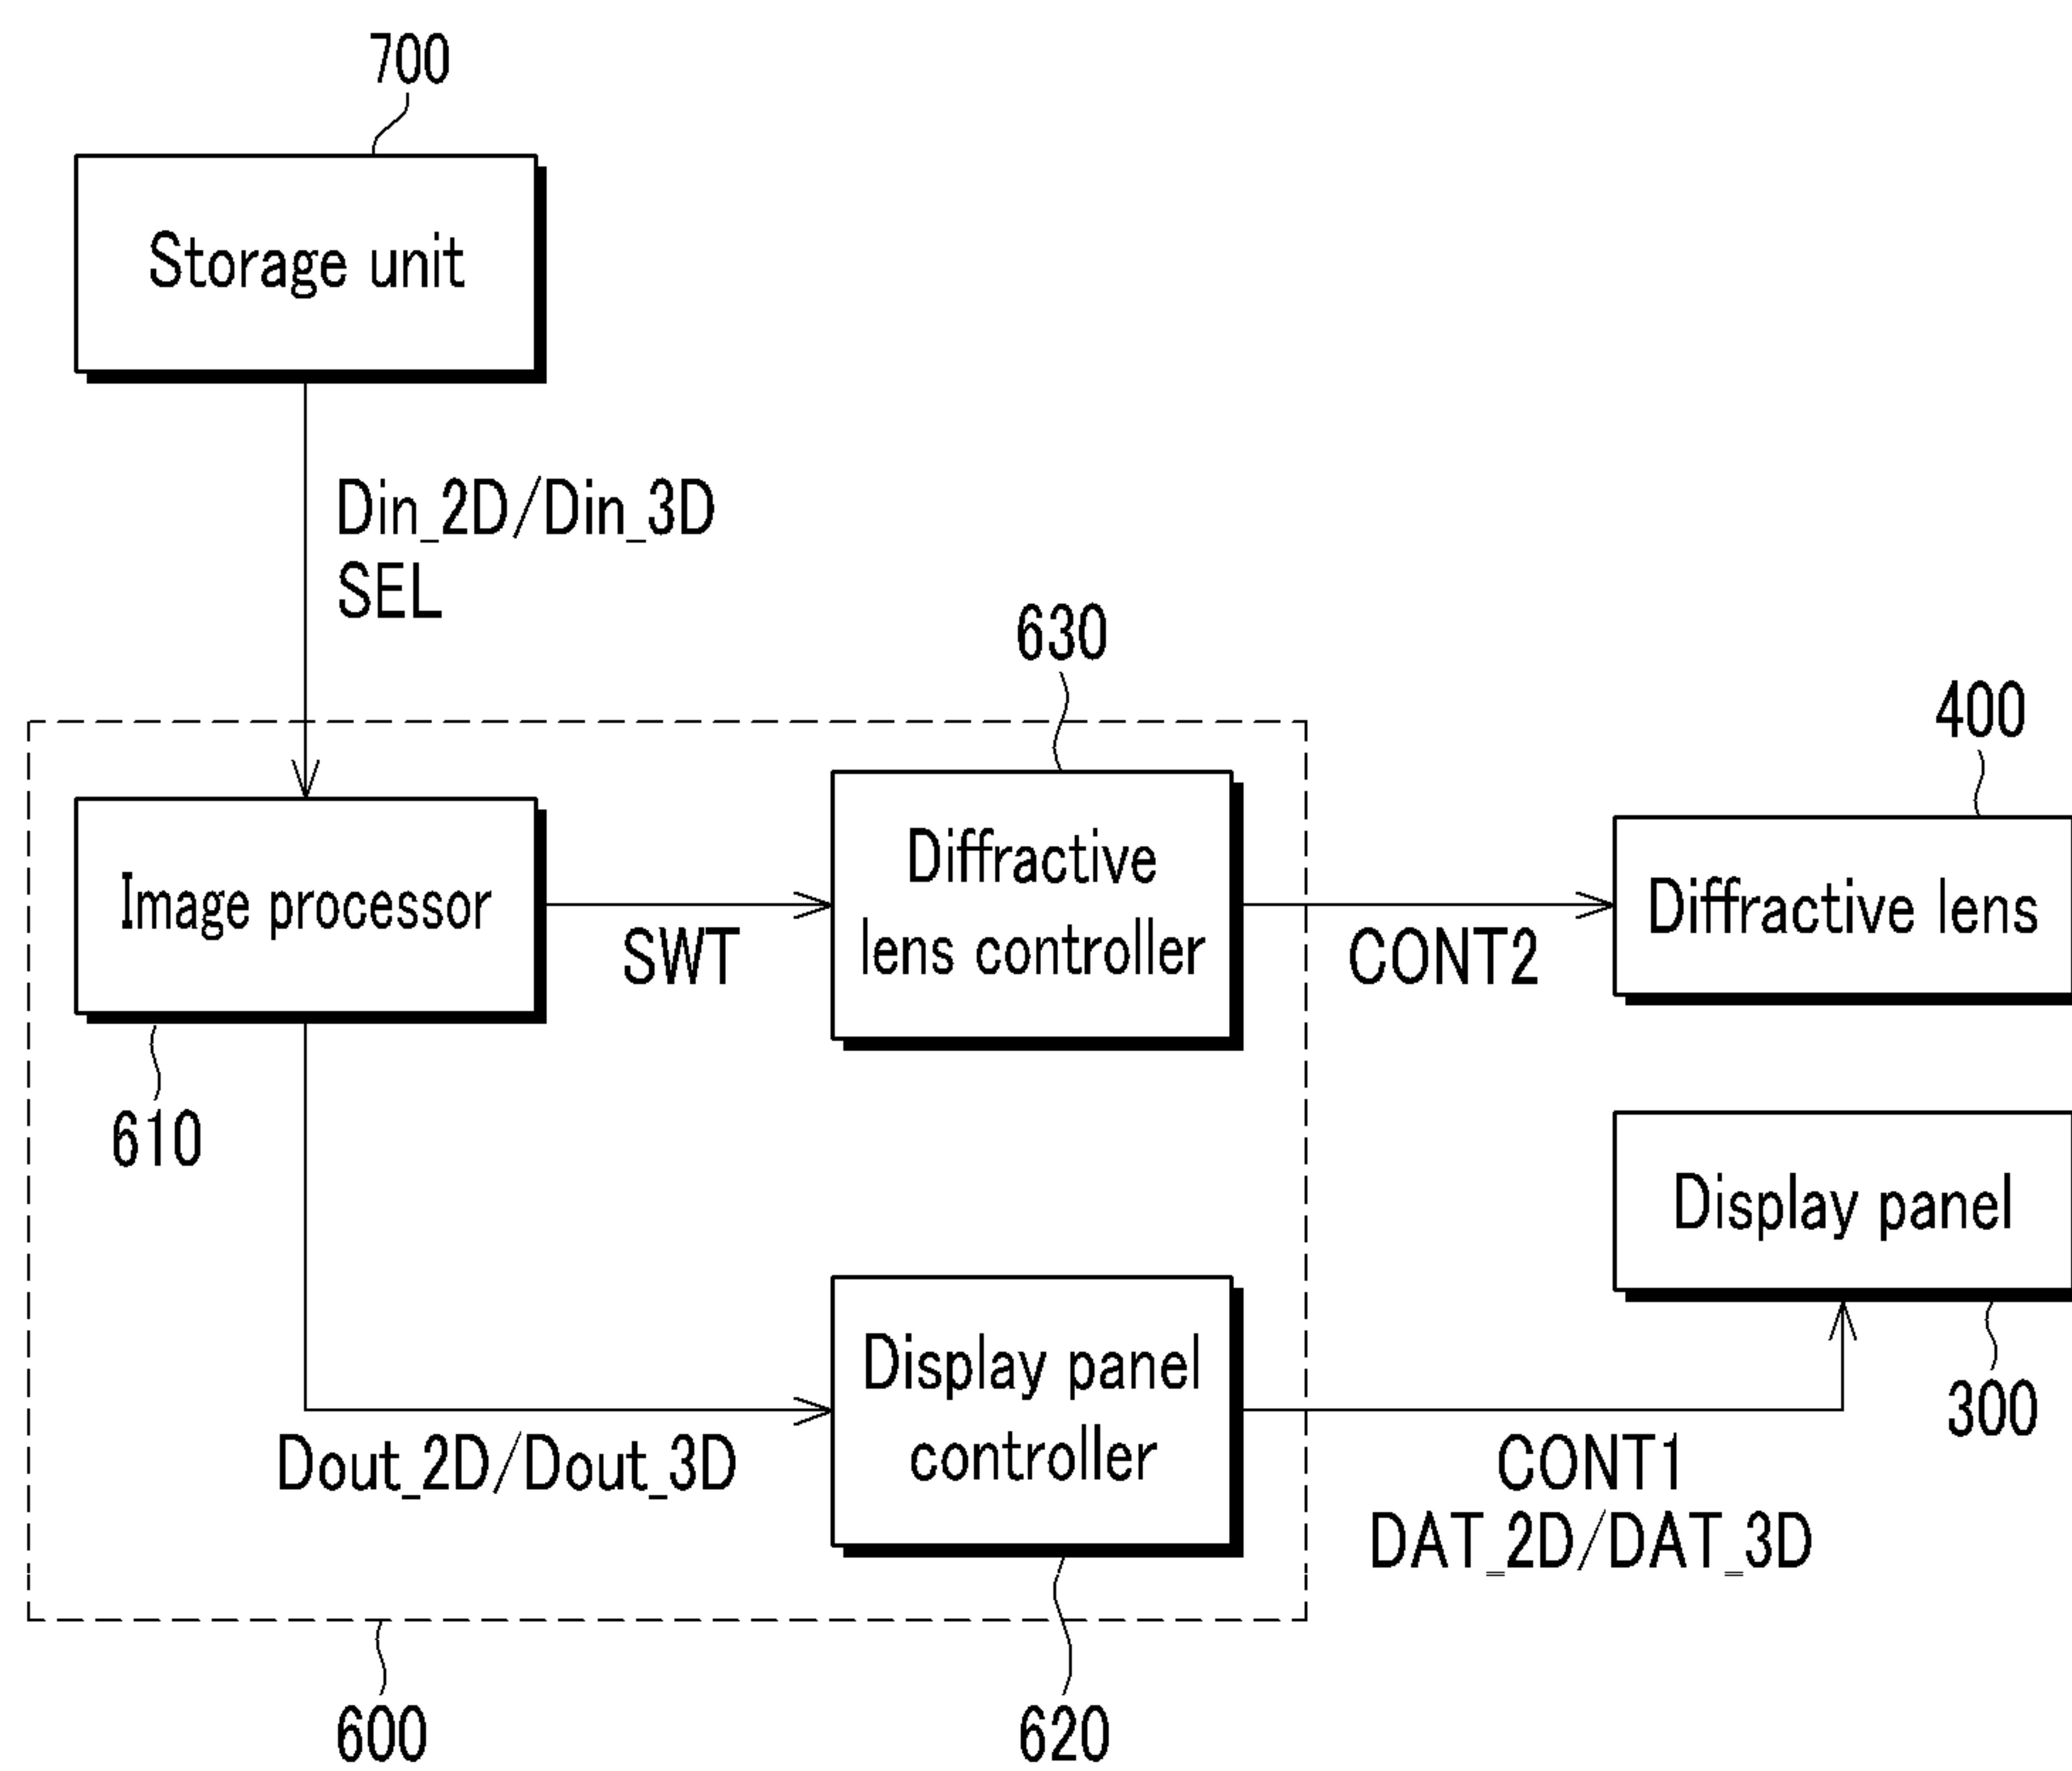 700
Storage unit
Din_2D/Din_3D
SEL
630
400
Image processor
SWT
Diffractive
lens controller
CONT2
Diffractive lens
610
Display panel
300
Display panel
controller
Dout_2D/Dout_3D
CONT1
DAT_2D/DAT_3D
600
620